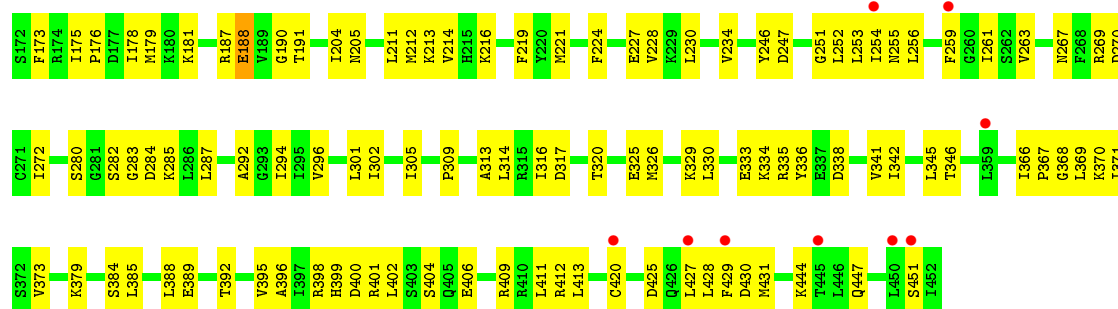 S172 F173 R174 I175 P176 D177 I178 M179 K180 K181 R187 E188 V189 G190 T191 I204 N205 L211 M212 K213 V214 H215 K216 F219 Y220 M221 F224 E227 V228 K229 L230 V234 Y246 D247 G251 L252 L253 I254 N255 L256 F259 G260 I261 S262 V263 N267 F268 R269 D270
C271 I272 S280 G281 S282 G283 D284 K285 L286 L287 A292 G293 I294 I295 V296 L301 I302 I305 P309 A313 L314 R315 I316 D317 T320 E325 M326 K329 L330 E333 K334 R335 Y336 E337 D338 V341 I342 L345 T346 L359 I366 P367 G368 L369 K370 I371
S372 V373 K379 S384 L385 L388 E389 T392 V395 A396 I397 R398 H399 D400 R401 L402 S403 S404 Q405 E406 R409 R410 L411 R412 L413 C420 D425 Q426 L427 L428 F429 D430 M431 K444 T445 L446 Q447 L450 S451 I452